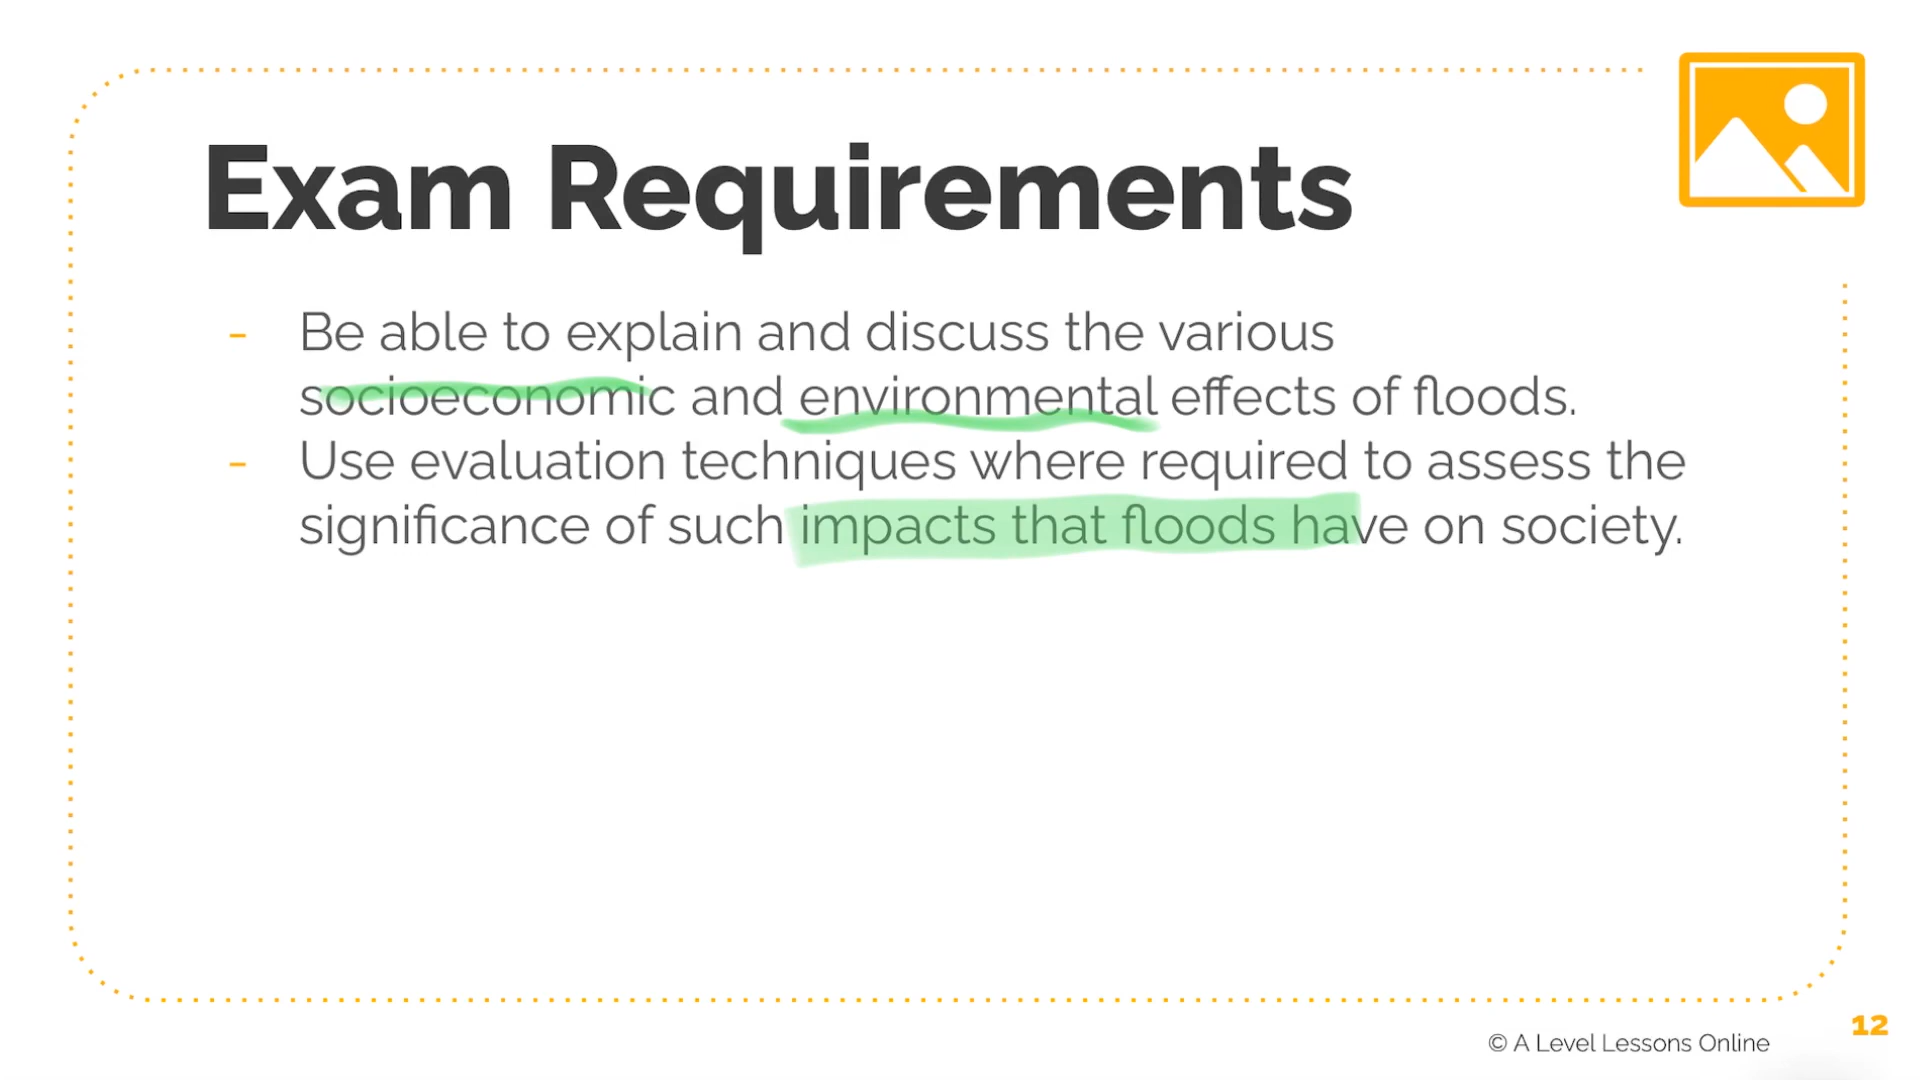 Exam Requirements
- Be able to explain and discuss the various
socioeconomic and environmental effects of floods.
- Use evaluation techniques where required to assess the
significance of such impacts that floods have on society.
12
© A Level Lessons Online